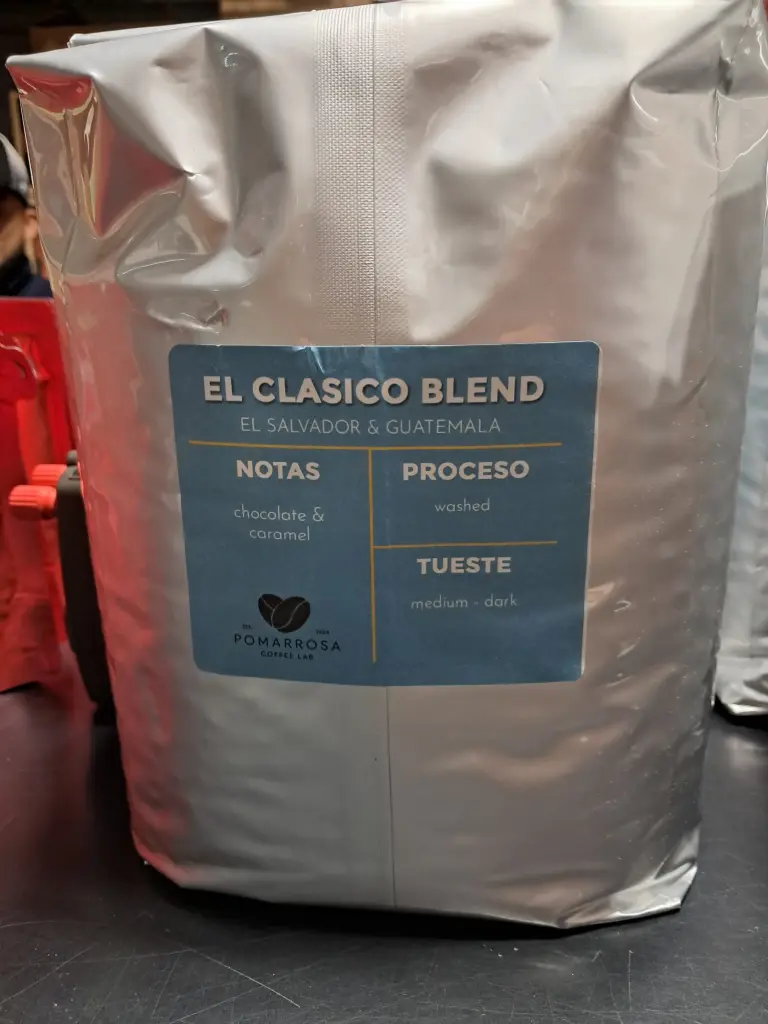 EL CLASICO BLEND
EL SALVADOR & GUATEMALA
NOTAS
chocolate &
caramel
PROCESO
washed
TUESTE
medium - dark
POMARROSA
COFFEE LAB